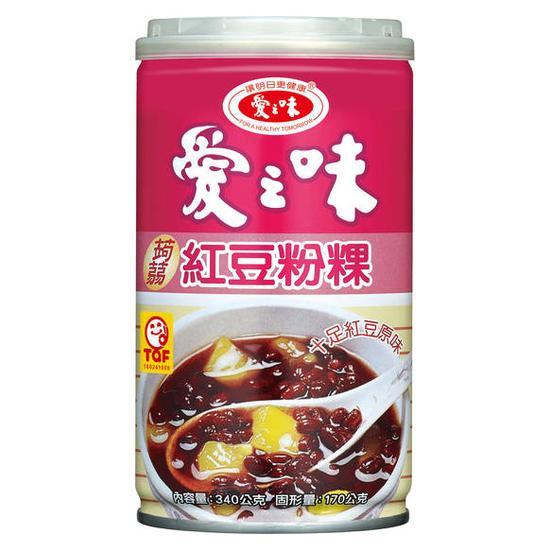 讓明日更健康®
愛之味
FOR A HEALTHY TOMORROW
愛之味
蒟蒻
紅豆粉粿
十足紅豆原味
TQF
內容量:340公克 固形量:170公克